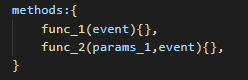 methods:{
func_1(event){},
func_2(params_1,event){},
}